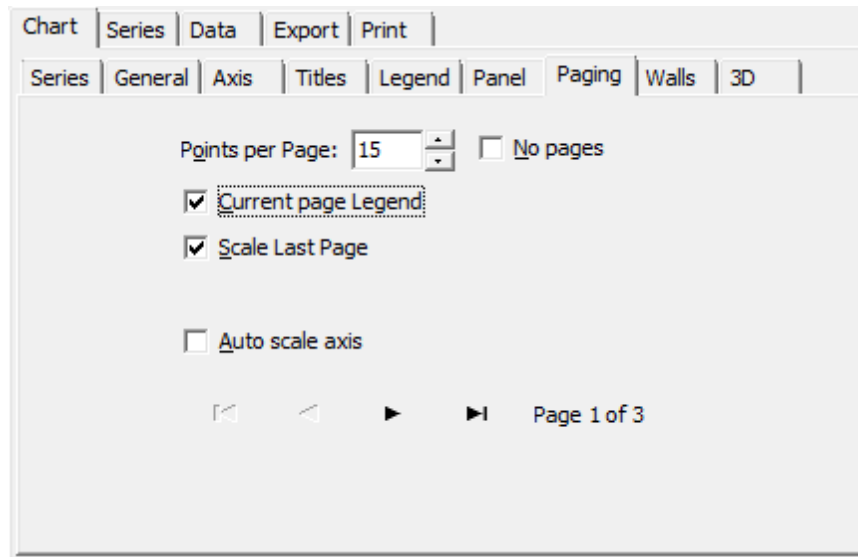 Chart Series Data Export Print
Series General Axis Titles Legend Panel Paging Walls 3D
Points per Page: 15 No pages
Current page Legend
Scale Last Page
Auto scale axis
Page 1 of 3